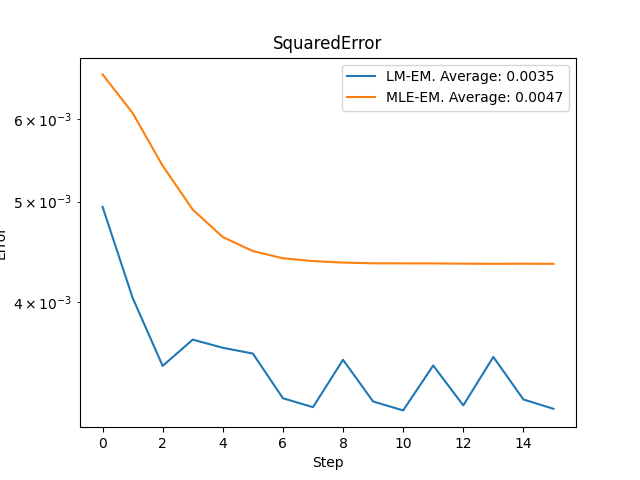 SquaredError
LM-EM. Average: 0.0035
MLE-EM. Average: 0.0047
6 × 10⁻³
5 × 10⁻³
4 × 10⁻³
Error
0 2 4 6 8 10 12 14
Step